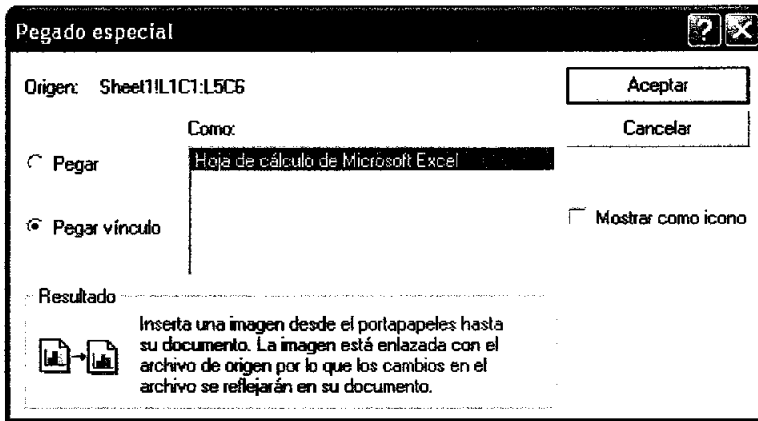 Pegado especial
Origen: Sheet1!L1C1:L5C6
Aceptar
Como:
Cancelar
Pegar
Hoja de cálculo de Microsoft Excel
Pegar vínculo
Mostrar como icono
Resultado
Inserta una imagen desde el portapapeles hasta
su documento. La imagen está enlazada con el
archivo de origen por lo que los cambios en el
archivo se reflejarán en su documento.